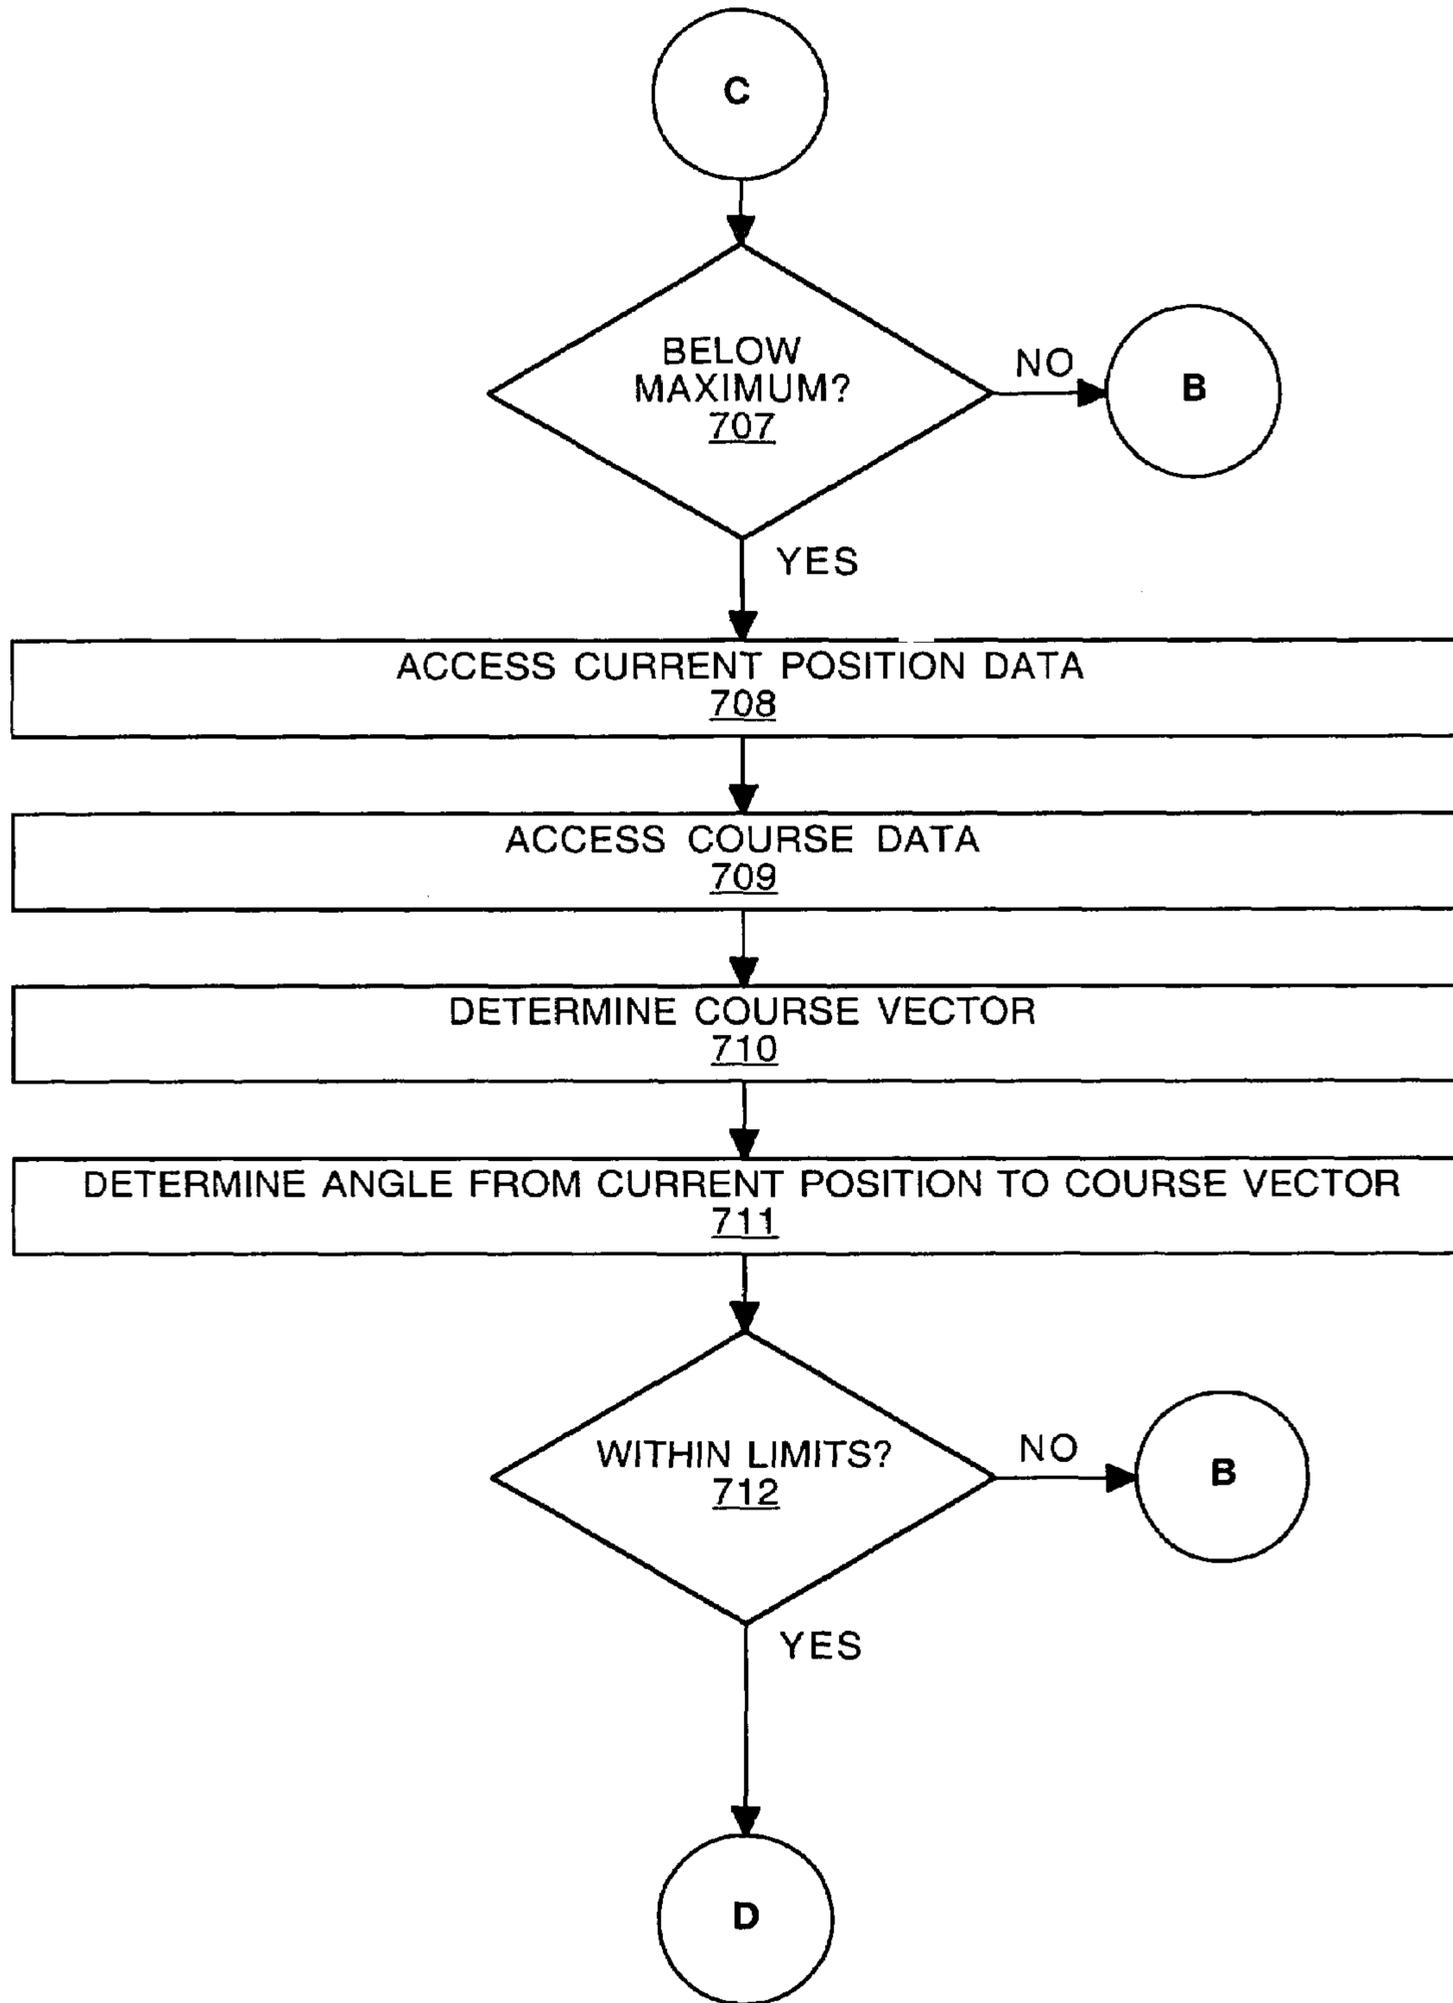 C
BELOW
MAXIMUM?
707
NO
B
YES
ACCESS CURRENT POSITION DATA
708
ACCESS COURSE DATA
709
DETERMINE COURSE VECTOR
710
DETERMINE ANGLE FROM CURRENT POSITION TO COURSE VECTOR
711
WITHIN LIMITS?
712
NO
B
YES
D